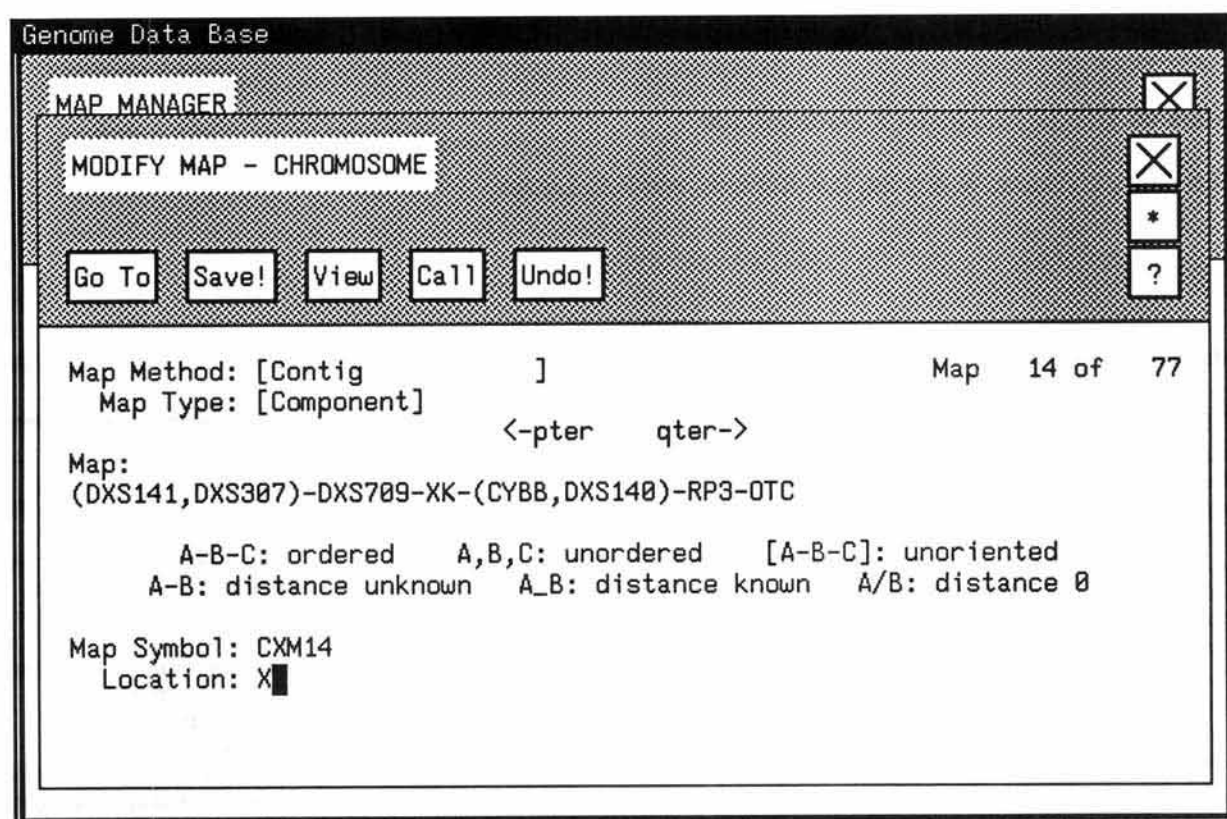 Genome Data Base
MAP MANAGER
MODIFY MAP - CHROMOSOME
*
Go To Save! View Call Undo! ?
Map Method: [Contig ] Map 14 of 77
Map Type: [Component]
<-pter qter->
Map:
(DXS141,DXS307)-DXS709-XK-(CYBB,DXS140)-RP3-OTC
A-B-C: ordered A,B,C: unordered [A-B-C]: unoriented
A-B: distance unknown A_B: distance known A/B: distance 0
Map Symbol: CXM14
Location: X